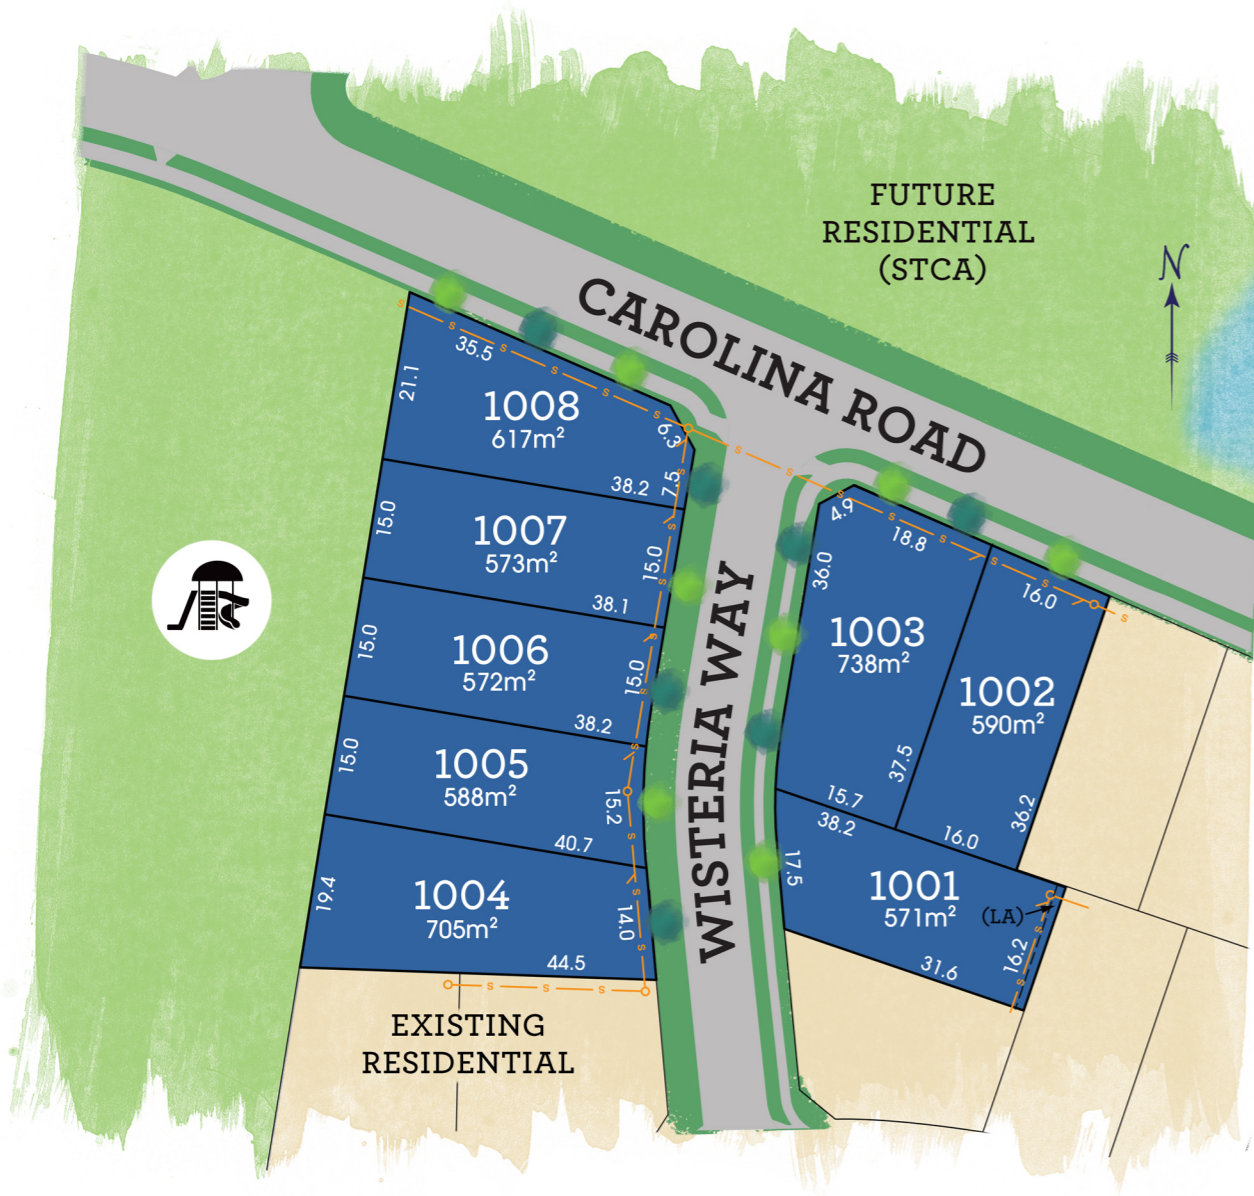 FUTURE
RESIDENTIAL
(STCA)
N
CAROLINA ROAD
35.5
21.1
1008
617m²
6.3
7.5
38.2
15.0
1007
573m²
15.0
38.1
15.0
1006
572m²
15.0
38.2
15.0
1005
588m²
15.2
40.7
19.4
1004
705m²
14.0
44.5
EXISTING
RESIDENTIAL
WISTERIA WAY
4.9
18.8
36.0
1003
738m²
37.5
15.7
16.0
1002
590m²
36.2
16.0
38.2
17.5
1001
571m²
(LA)
16.2
31.6
s s s s s s s s s s s s s s s s s s s s s s s